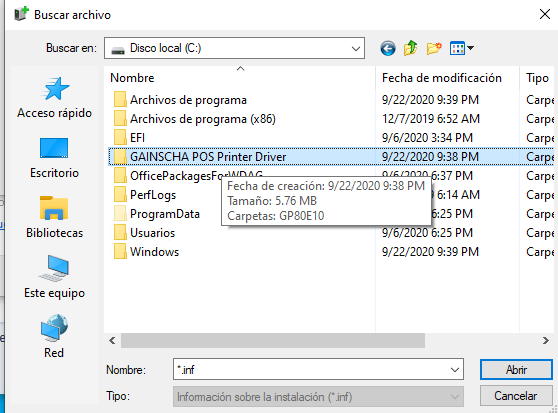 Buscar archivo
Buscar en: Disco local (C:)
Nombre Fecha de modificación Tipo
Archivos de programa 9/22/2020 9:39 PM Carpe
Archivos de programa (x86) 12/7/2019 6:52 AM Carpe
EFI 9/6/2020 3:34 PM Carpe
GAINSCHA POS Printer Driver 9/22/2020 9:38 PM Carpe
OfficePackagesForWDAG 9/6/2020 6:37 PM Carpe
PerfLogs 9 6:14 AM Carpe
ProgramData 6:25 PM Carpe
Usuarios 9/6/2020 6:25 PM Carpe
Windows 9/22/2020 9:39 PM Carpe
Fecha de creación: 9/22/2020 9:38 PM
Tamaño: 5.76 MB
Carpetas: GP80E10
Acceso rápido
Escritorio
Bibliotecas
Este equipo
Red
Nombre: *.inf Abrir
Tipo: Información sobre la instalación (*.inf) Cancelar